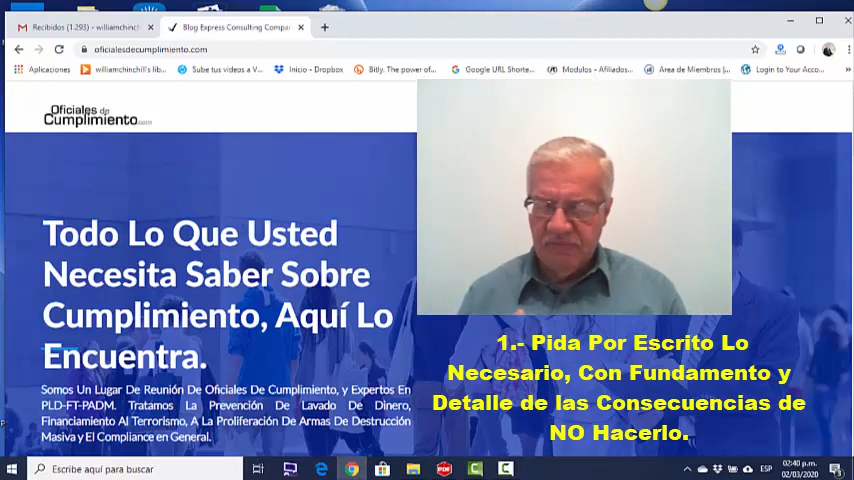 Recibidos (1.293) - williamchinch
Blog Express Consulting Compan
oficialesdecumplimiento.com
Aplicaciones
williamchinchill's lib...
Sube tus videos a V...
Inicio - Dropbox
Bitly. The power of...
Google URL Shorte...
Modulos - Afiliados...
Area de Miembros |...
Login to Your Acco...
Oficiales de
Cumplimiento.com
Todo Lo Que Usted
Necesita Saber Sobre
Cumplimiento, Aquí Lo
Encuentra.
Somos Un Lugar De Reunión De Oficiales De Cumplimiento, y Expertos En
PLD-FT-PADM. Tratamos La Prevención De Lavado De Dinero,
Financiamiento Al Terrorismo, A La Proliferación De Armas De Destrucción
Masiva y El Compliance en General.
1.- Pida Por Escrito Lo
Necesario, Con Fundamento y
Detalle de las Consecuencias de
NO Hacerlo.
Escribe aquí para buscar
PDF
ESP
02:40 p.m.
02/03/2020
3